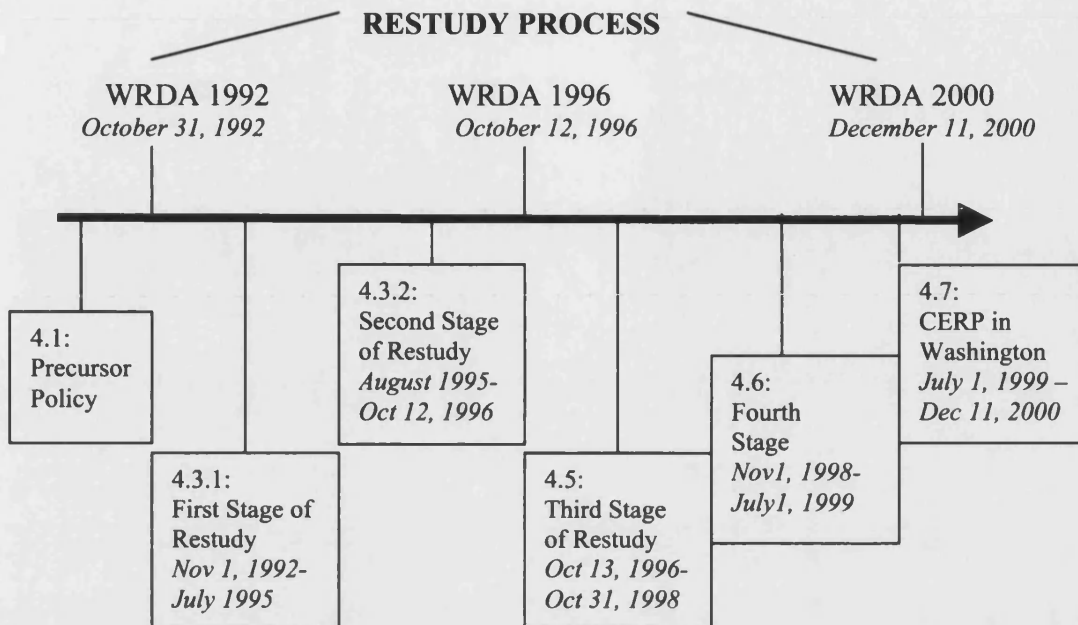 RESTUDY PROCESS
WRDA 1992
October 31, 1992
WRDA 1996
October 12, 1996
WRDA 2000
December 11, 2000
4.1:
Precursor
Policy
4.3.1:
First Stage of
Restudy
Nov 1, 1992-
July 1995
4.3.2:
Second Stage
of Restudy
August 1995-
Oct 12, 1996
4.5:
Third Stage
of Restudy
Oct 13, 1996-
Oct 31, 1998
4.6:
Fourth
Stage
Nov1, 1998-
July1, 1999
4.7:
CERP in
Washington
July 1, 1999 –
Dec 11, 2000